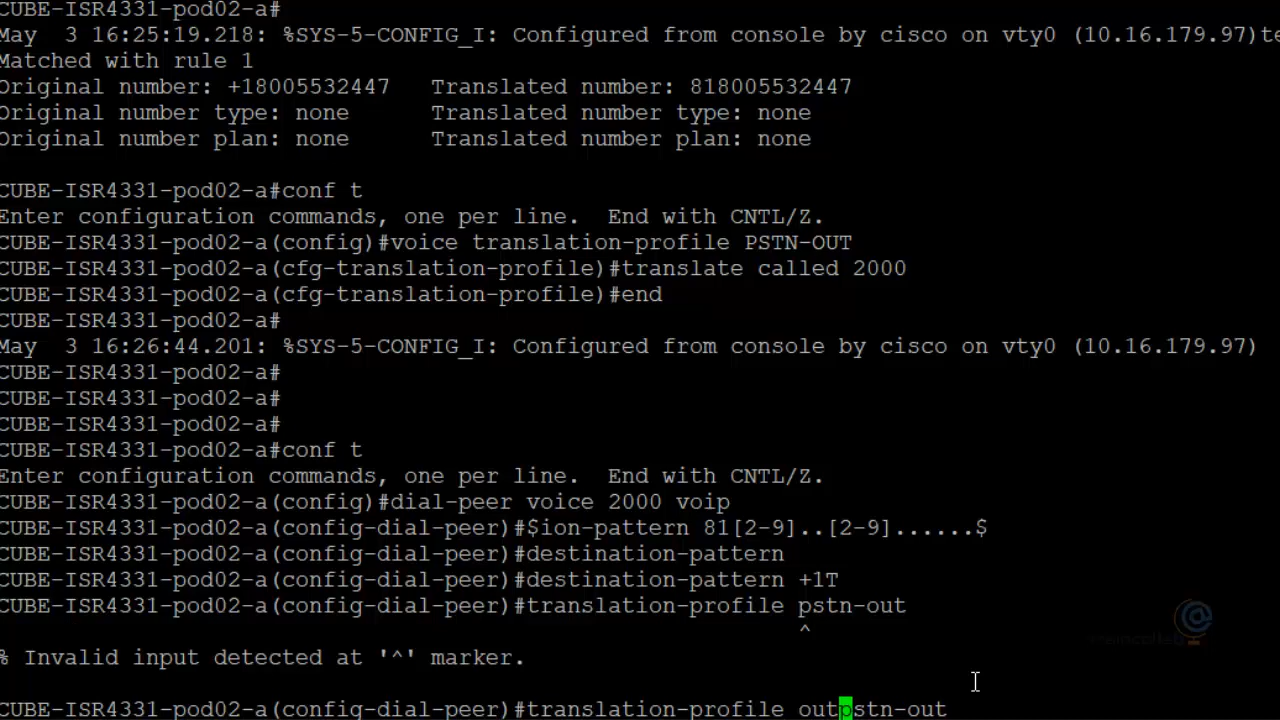 CUBE-ISR4331-pod02-a#
May  3 16:25:19.218: %SYS-5-CONFIG_I: Configured from console by cisco on vty0 (10.16.179.97)te
Matched with rule 1
Original number: +18005532447   Translated number: 818005532447
Original number type: none      Translated number type: none
Original number plan: none      Translated number plan: none
CUBE-ISR4331-pod02-a#conf t
Enter configuration commands, one per line.  End with CNTL/Z.
CUBE-ISR4331-pod02-a(config)#voice translation-profile PSTN-OUT
CUBE-ISR4331-pod02-a(cfg-translation-profile)#translate called 2000
CUBE-ISR4331-pod02-a(cfg-translation-profile)#end
CUBE-ISR4331-pod02-a#
May  3 16:26:44.201: %SYS-5-CONFIG_I: Configured from console by cisco on vty0 (10.16.179.97)
CUBE-ISR4331-pod02-a#
CUBE-ISR4331-pod02-a#
CUBE-ISR4331-pod02-a#
CUBE-ISR4331-pod02-a#conf t
Enter configuration commands, one per line.  End with CNTL/Z.
CUBE-ISR4331-pod02-a(config)#dial-peer voice 2000 voip
CUBE-ISR4331-pod02-a(config-dial-peer)#$ion-pattern 81[2-9]..[2-9]......$
CUBE-ISR4331-pod02-a(config-dial-peer)#destination-pattern
CUBE-ISR4331-pod02-a(config-dial-peer)#destination-pattern +1T
CUBE-ISR4331-pod02-a(config-dial-peer)#translation-profile pstn-out
^
% Invalid input detected at '^' marker.
CUBE-ISR4331-pod02-a(config-dial-peer)#translation-profile outpstn-out